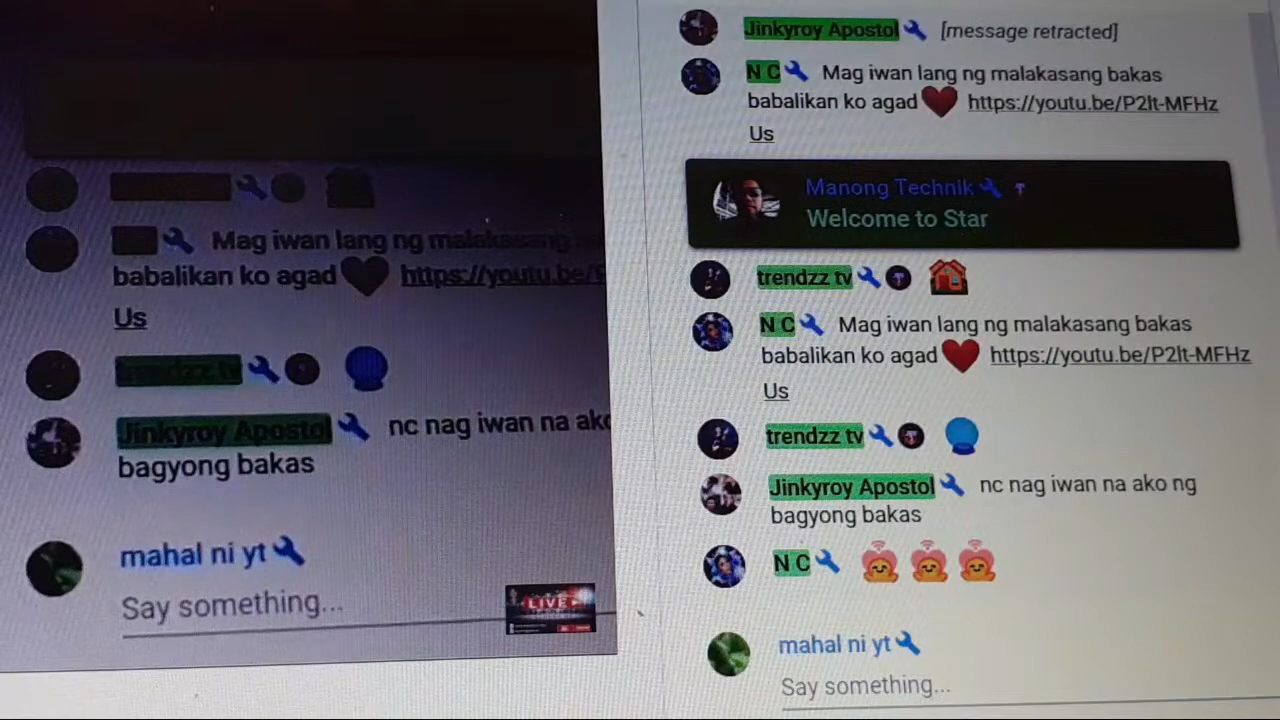 Mag iwan lang ng malakasang
babalikan ko agad https://youtu.be/
Us
trendzz tv
Jinkyroy Apostol nc nag iwan na ako
bagyong bakas
mahal ni yt
Say something...
LIVE
Jinkyroy Apostol [message retracted]
N C Mag iwan lang ng malakasang bakas
babalikan ko agad https://youtu.be/P2lt-MFHz
Us
Manong Technik
Welcome to Star
trendzz tv
N C Mag iwan lang ng malakasang bakas
babalikan ko agad https://youtu.be/P2lt-MFHz
Us
trendzz tv
Jinkyroy Apostol nc nag iwan na ako ng
bagyong bakas
N C
mahal ni yt
Say something...